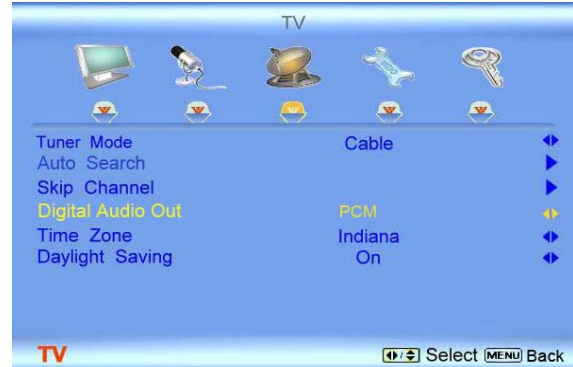 TV
Tuner Mode Cable
Auto Search
Skip Channel
Digital Audio Out PCM
Time Zone Indiana
Daylight Saving On
TV Select MENU Back